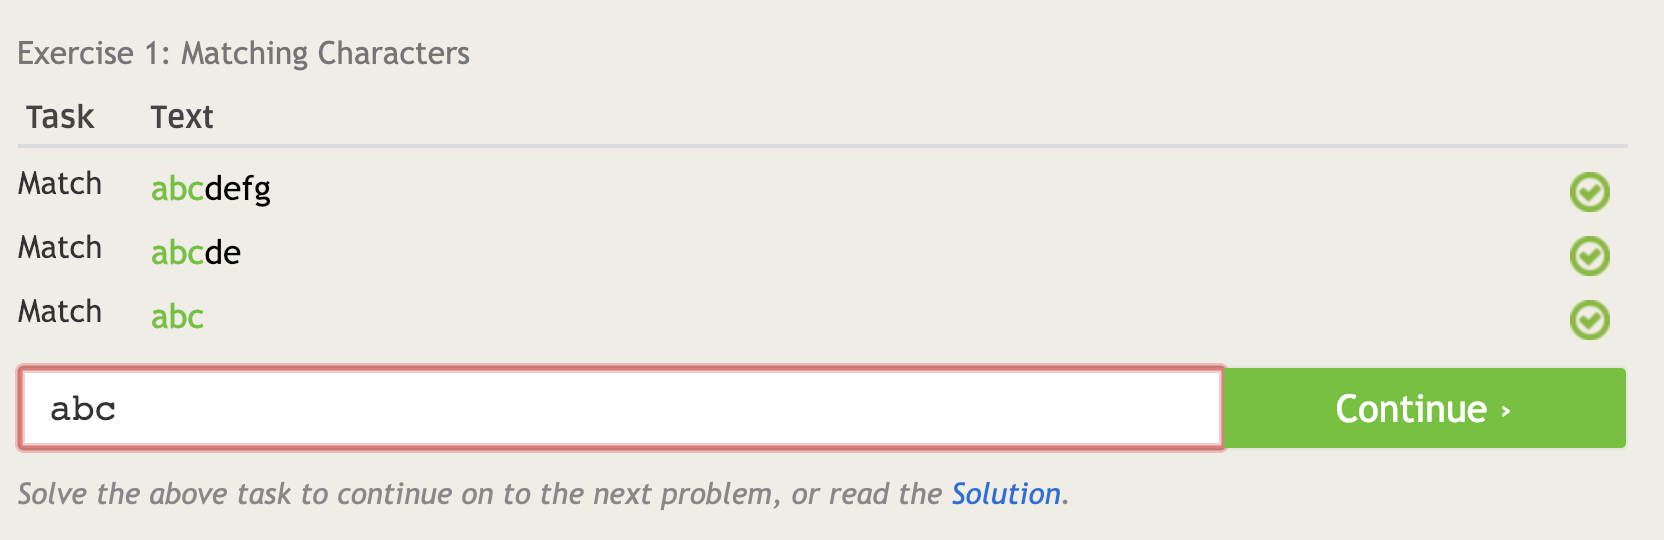 Exercise 1: Matching Characters
Task Text
Match abcdefg
Match abcde
Match abc
abc Continue ›
Solve the above task to continue on to the next problem, or read the Solution.